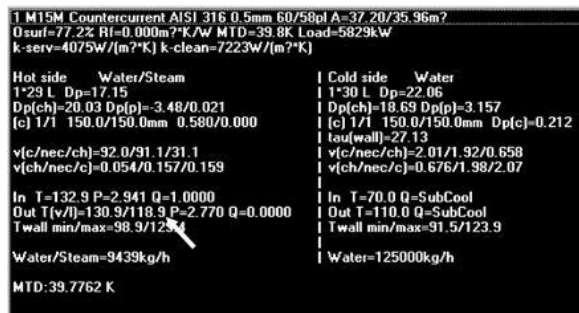 1 M15M Countercurrent AISI 316 0.5mm 60/58pl A=37.20/35.96m?
Osurf=77.2% Rf=0.000m?*K/W MTD=39.8K Load=5829kW
k-serv=4075W/(m?*K) k-clean=7223W/(m?*K)
Hot side Water/Steam | Cold side Water
1*29 L Dp=17.15 | 1*30 L Dp=22.06
Dp(ch)=20.03 Dp(p)=-3.48/0.021 | Dp(ch)=18.69 Dp(p)=3.157
(c) 1/1 150.0/150.0mm 0.580/0.000 | (c) 1/1 150.0/150.0mm Dp(c)=0.212
| tau(wall)=27.13
v(c/nec/ch)=92.0/91.1/31.1 | v(c/nec/ch)=2.01/1.92/0.658
v(ch/nec/c)=0.054/0.157/0.159 | v(ch/nec/c)=0.676/1.98/2.07
|
In T=132.9 P=2.941 Q=1.0000 | In T=70.0 Q=SubCool
Out T(v/l)=130.9/118.9 P=2.770 Q=0.0000 | Out T=110.0 Q=SubCool
Twall min/max=98.9/129.4 | Twall min/max=91.5/123.9
|
Water/Steam=9439kg/h | Water=125000kg/h
MTD:39.7762 K